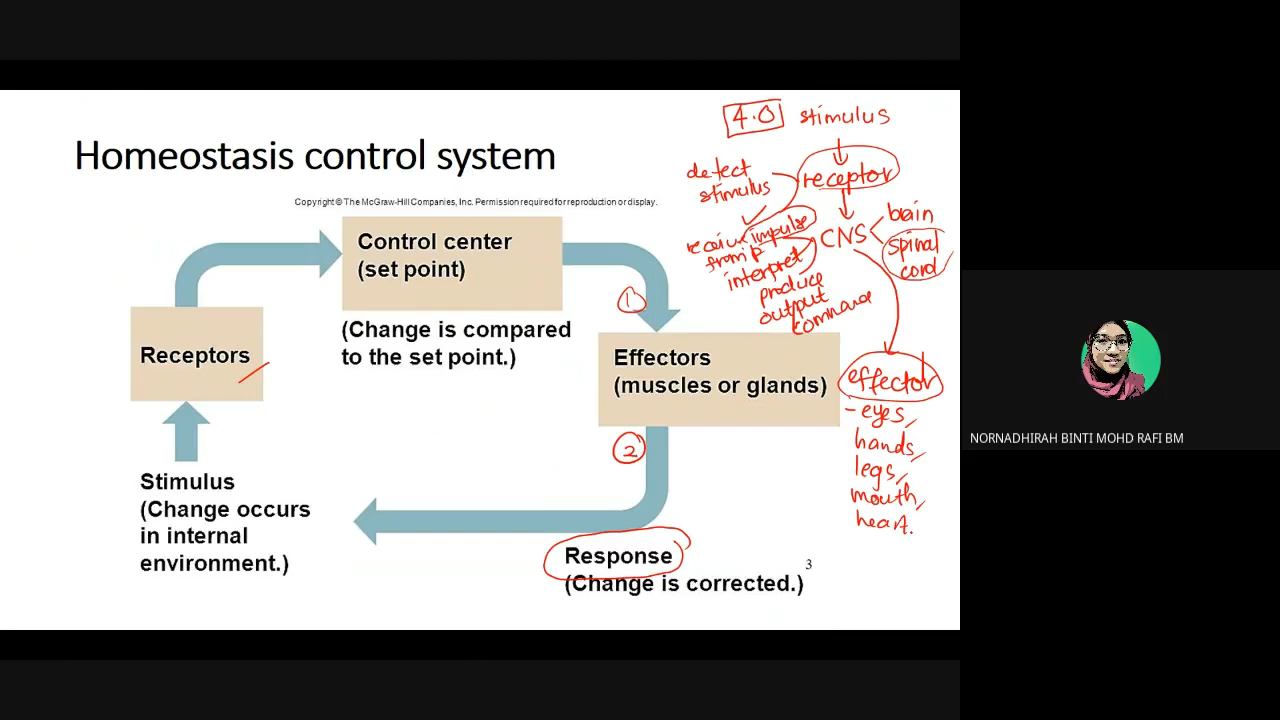 Homeostasis control system
Copyright © The McGraw-Hill Companies, Inc. Permission required for reproduction or display.
Control center
(set point)
(Change is compared
to the set point.)
Receptors
Effectors
(muscles or glands)
Stimulus
(Change occurs
in internal
environment.)
Response
(Change is corrected.)
3
1
2
4.0 stimulus
receptor
detect
stimulus
CNS
brain
spinal
cord
impulse
from
interpret
produce
output
effector
- eyes,
hands,
legs,
mouth,
heart.
NORNADHIRAH BINTI MOHD RAFI BM